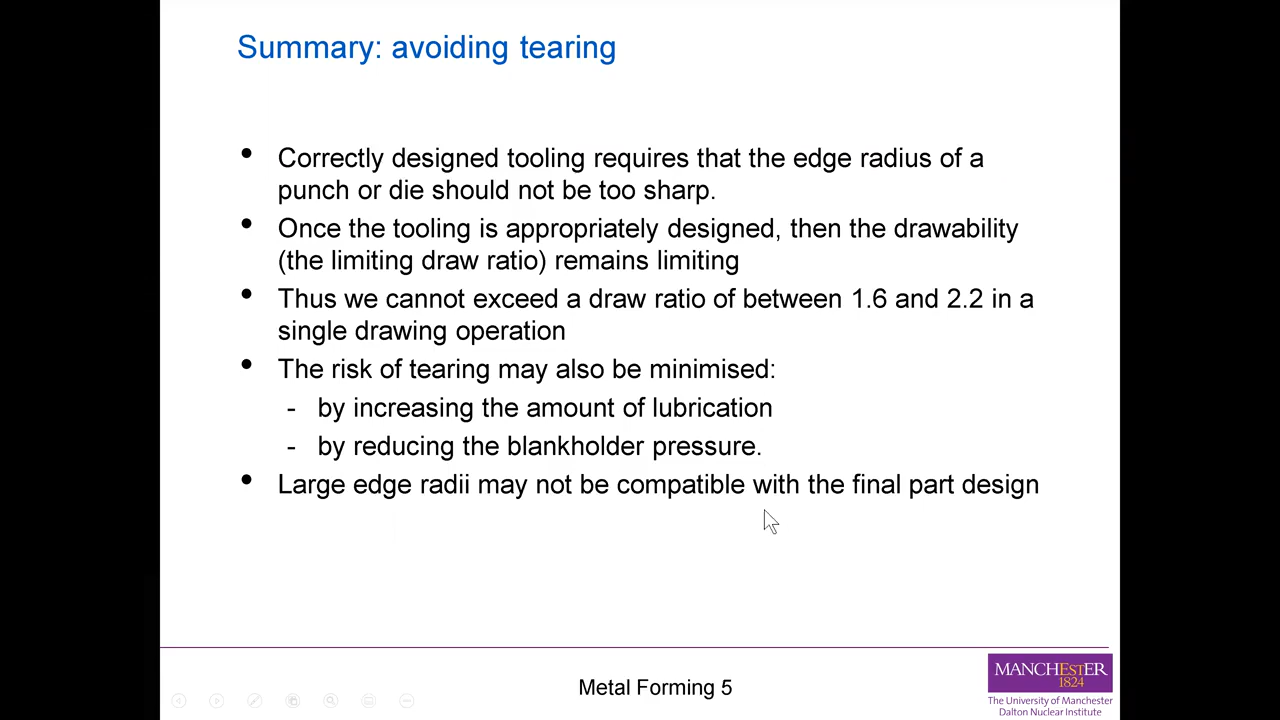 Summary: avoiding tearing
• Correctly designed tooling requires that the edge radius of a
punch or die should not be too sharp.
• Once the tooling is appropriately designed, then the drawability
(the limiting draw ratio) remains limiting
• Thus we cannot exceed a draw ratio of between 1.6 and 2.2 in a
single drawing operation
• The risk of tearing may also be minimised:
- by increasing the amount of lubrication
- by reducing the blankholder pressure.
• Large edge radii may not be compatible with the final part design
Metal Forming 5
MANCHESTER
1824
The University of Manchester
Dalton Nuclear Institute